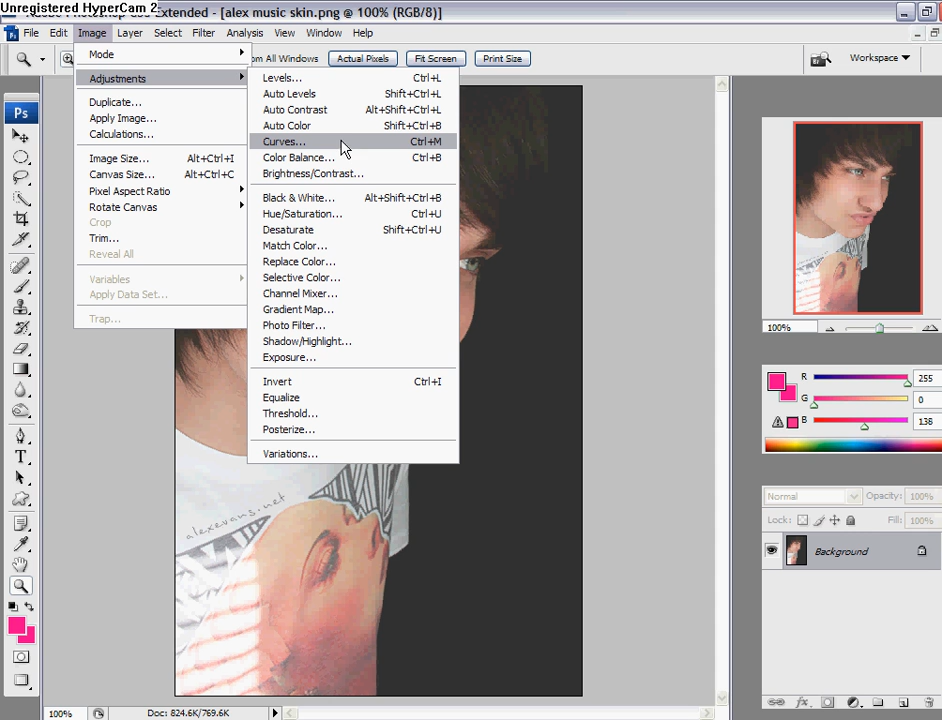 Unregistered HyperCam 2
Extended - [alex music skin.png @ 100% (RGB/8)]
File Edit Image Layer Select Filter Analysis View Window Help
All Windows Actual Pixels Fit Screen Print Size Workspace
Mode
Adjustments
Duplicate...
Apply Image...
Calculations...
Image Size... Alt+Ctrl+I
Canvas Size... Alt+Ctrl+C
Pixel Aspect Ratio
Rotate Canvas
Crop
Trim...
Reveal All
Variables
Apply Data Set...
Trap...
Levels... Ctrl+L
Auto Levels Shift+Ctrl+L
Auto Contrast Alt+Shift+Ctrl+L
Auto Color Shift+Ctrl+B
Curves... Ctrl+M
Color Balance... Ctrl+B
Brightness/Contrast...
Black & White... Alt+Shift+Ctrl+B
Hue/Saturation... Ctrl+U
Desaturate Shift+Ctrl+U
Match Color...
Replace Color...
Selective Color...
Channel Mixer...
Gradient Map...
Photo Filter...
Shadow/Highlight...
Exposure...
Invert Ctrl+I
Equalize
Threshold...
Posterize...
Variations...
Ps
T
alexevans.net
100%
R 255
G 0
B 138
Normal Opacity: 100%
Lock: Fill: 100%
Background
fx
100% Doc: 824.6K/769.6K